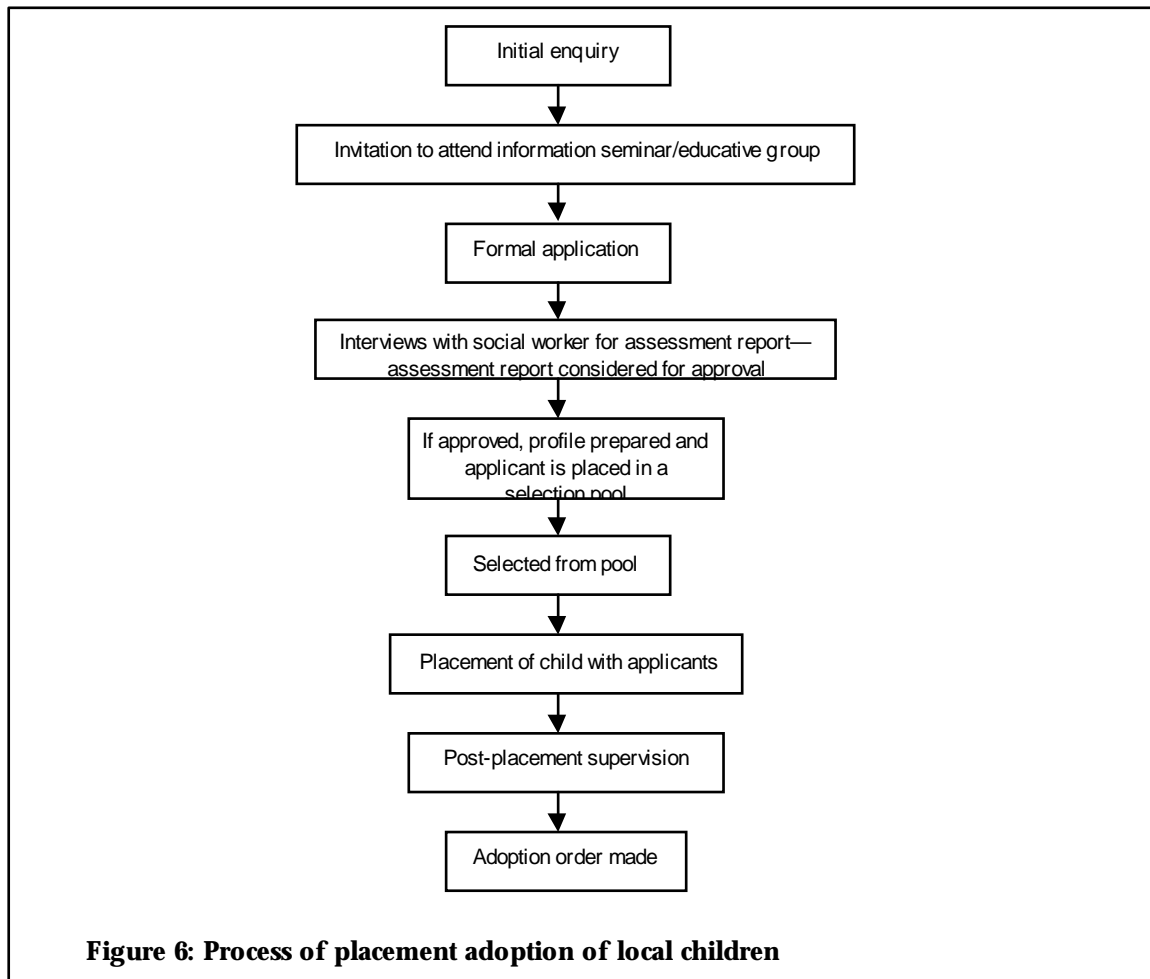 Initial enquiry
Invitation to attend information seminar/educative group
Formal application
Interviews with social worker for assessment report—
assessment report considered for approval
If approved, profile prepared and
applicant is placed in a
selection pool
Selected from pool
Placement of child with applicants
Post-placement supervision
Adoption order made
Figure 6: Process of placement adoption of local children